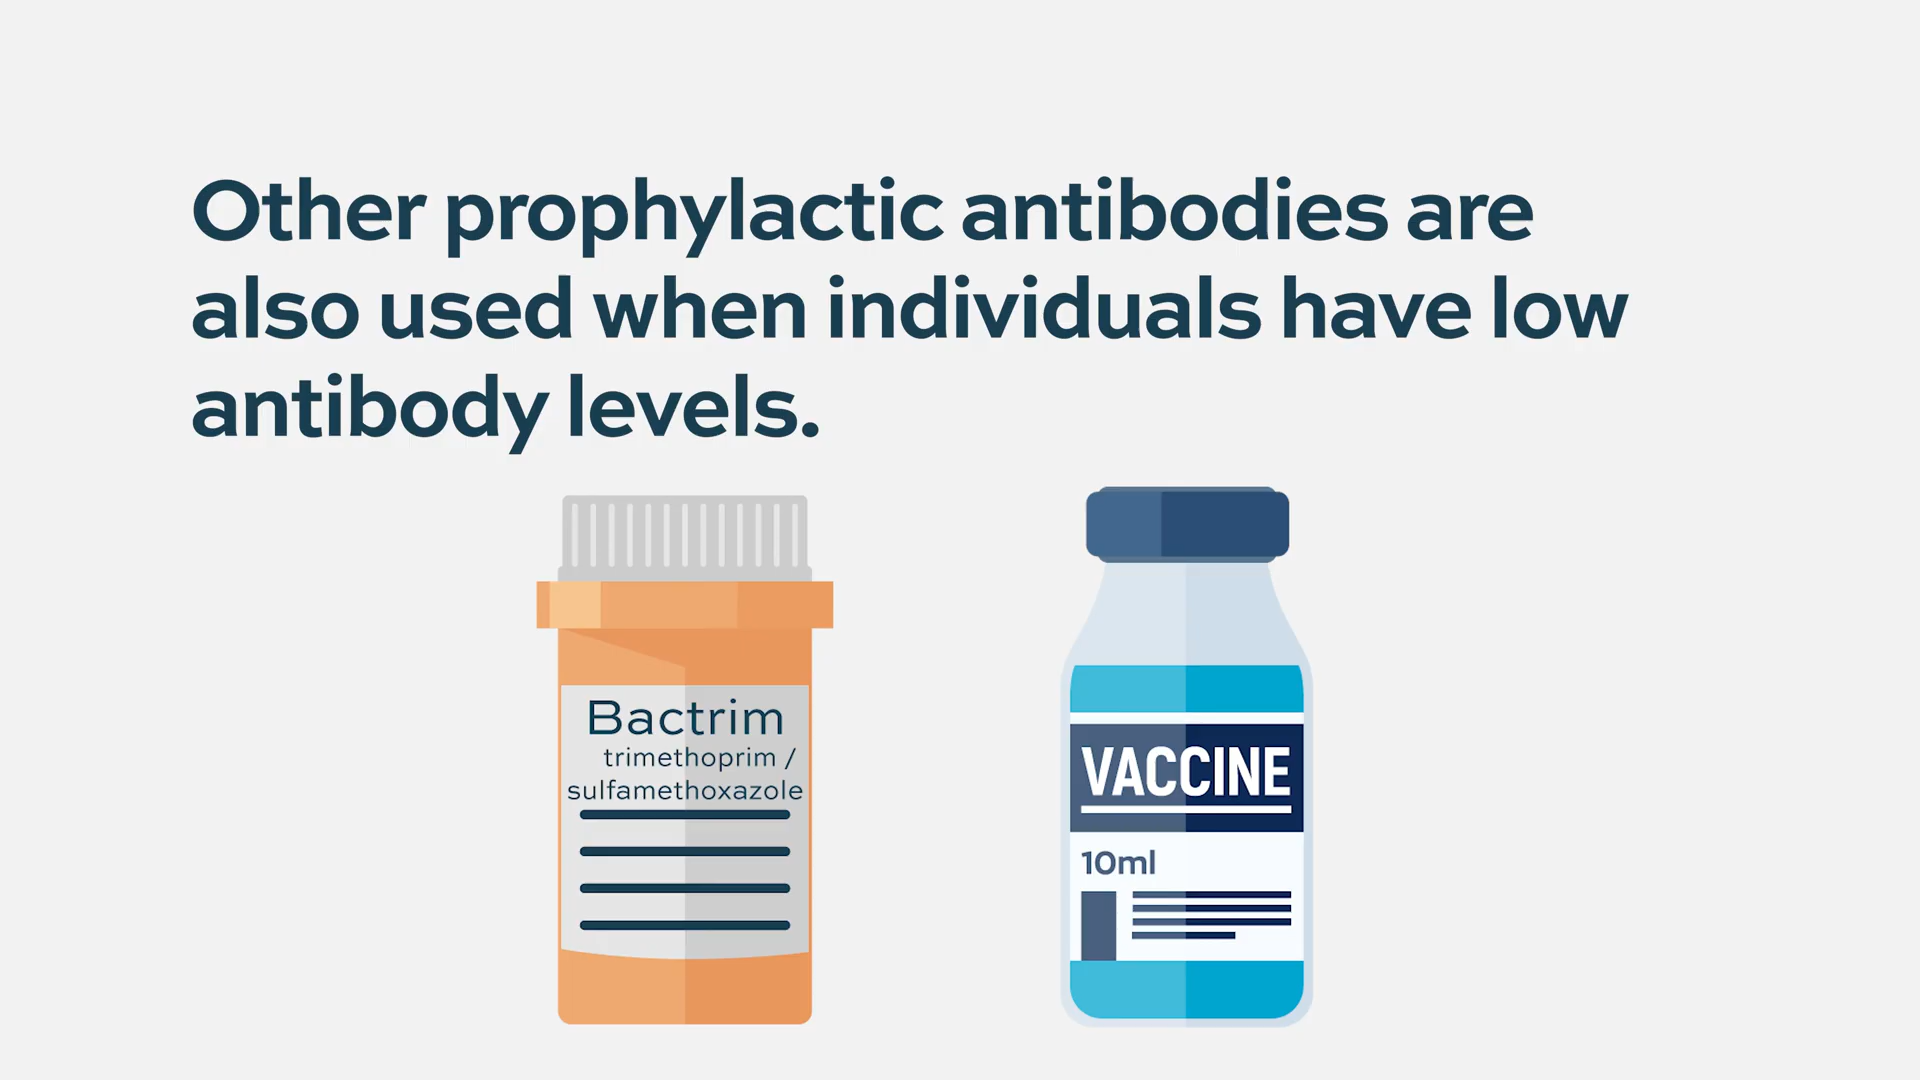 Other prophylactic antibodies are
also used when individuals have low
antibody levels.
Bactrim
trimethoprim /
sulfamethoxazole
VACCINE
10ml